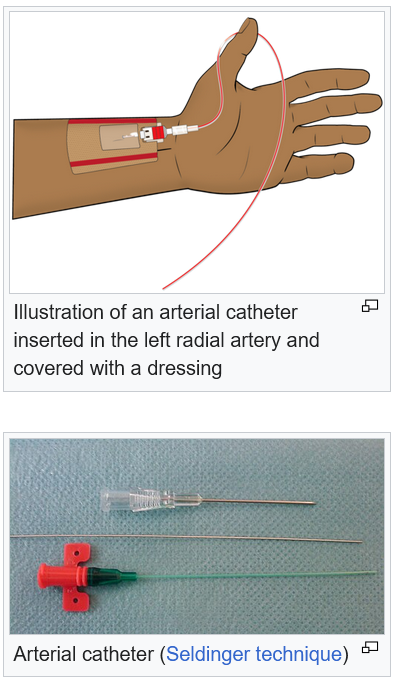 Illustration of an arterial catheter
inserted in the left radial artery and
covered with a dressing
Arterial catheter (Seldinger technique)